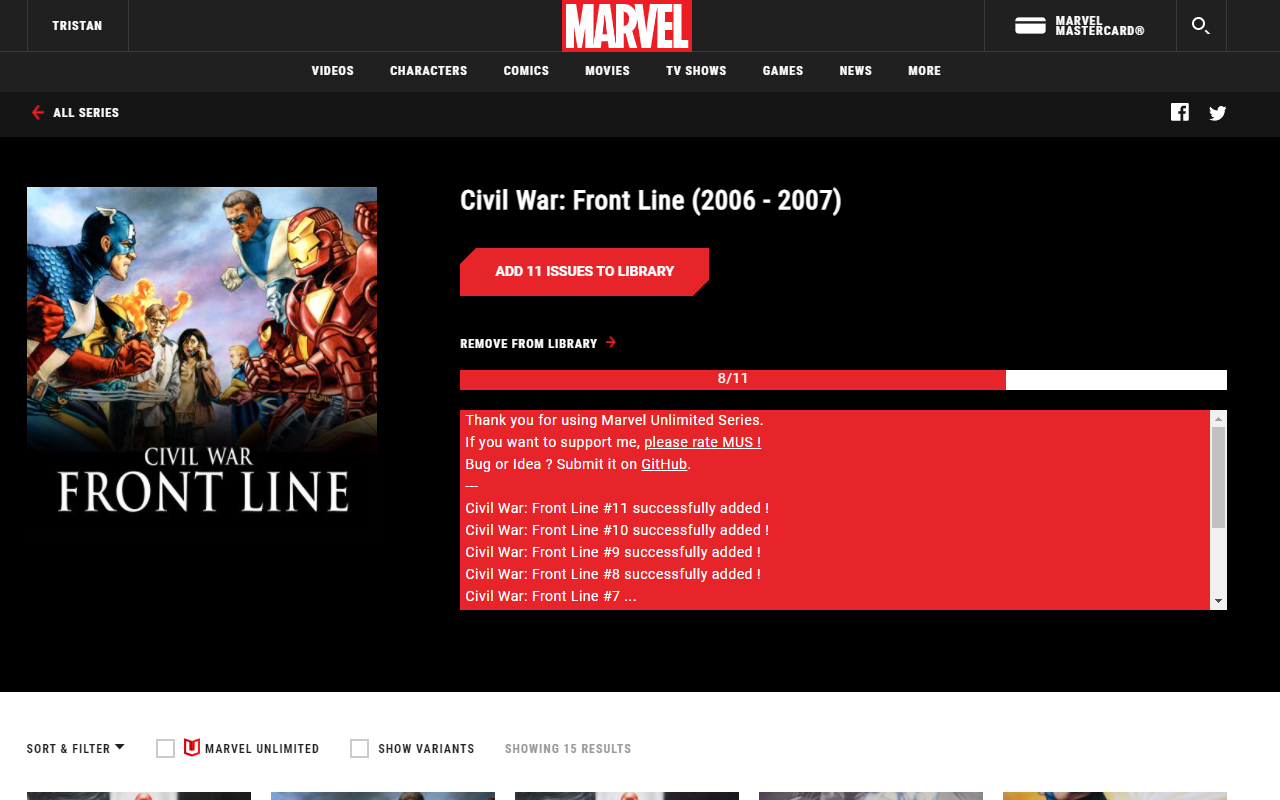 TRISTAN
MARVEL
MARVEL
MASTERCARD®
VIDEOS CHARACTERS COMICS MOVIES TV SHOWS GAMES NEWS MORE
ALL SERIES
Civil War: Front Line (2006 - 2007)
ADD 11 ISSUES TO LIBRARY
REMOVE FROM LIBRARY
8/11
Thank you for using Marvel Unlimited Series.
If you want to support me, please rate MUS !
Bug or Idea ? Submit it on GitHub.
---
Civil War: Front Line #11 successfully added !
Civil War: Front Line #10 successfully added !
Civil War: Front Line #9 successfully added !
Civil War: Front Line #8 successfully added !
Civil War: Front Line #7 ...
CIVIL WAR
FRONT LINE
SORT & FILTER MARVEL UNLIMITED SHOW VARIANTS SHOWING 15 RESULTS